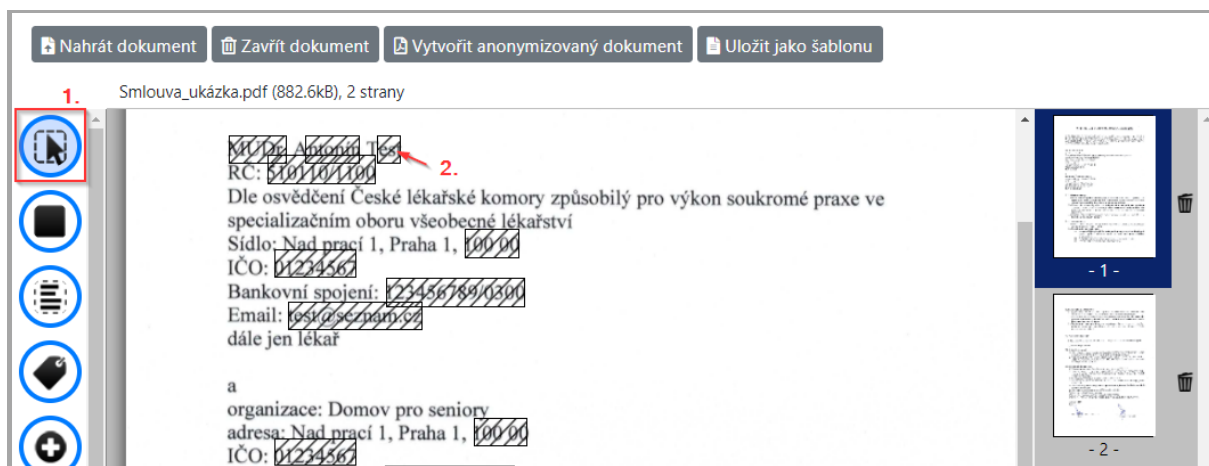 Nahrát dokument Zavřít dokument Vytvořit anonymizovaný dokument Uložit jako šablonu
Smlouva_ukázka.pdf (882.6kB), 2 strany
1.
MUDr. Antonín Test
2.
RČ: 510110/1100
Dle osvědčení České lékařské komory způsobilý pro výkon soukromé praxe ve
specializačním oboru všeobecné lékařství
Sídlo: Nad prací 1, Praha 1, 100 00
IČO: 01234567
Bankovní spojení: 123456789/0300
Email: test@seznam.cz
dále jen lékař
a
organizace: Domov pro seniory
adresa: Nad prací 1, Praha 1, 100 00
IČO: 01234567
- 1 -
- 2 -